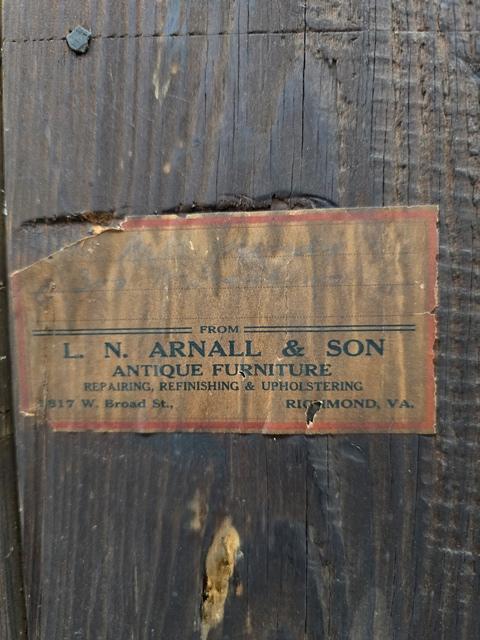 FROM
L. N. ARNALL & SON
ANTIQUE FURNITURE
REPAIRING, REFINISHING & UPHOLSTERING
817 W. Broad St., RICHMOND, VA.